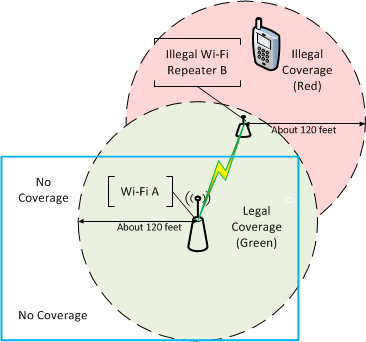 Illegal Wi-Fi
Repeater B
Illegal
Coverage
(Red)
About 120 feet
No
Coverage
Wi-Fi A
About 120 feet
Legal
Coverage
(Green)
No Coverage